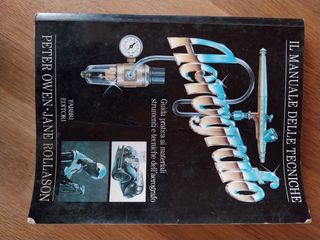 IL MANUALE DELLE TECNICHE
Aerografo
Guida pratica ai materiali
strumenti e tecniche dell'aerografo
FABBRI
EDITORI
PETER OWEN·JANE ROLLASON